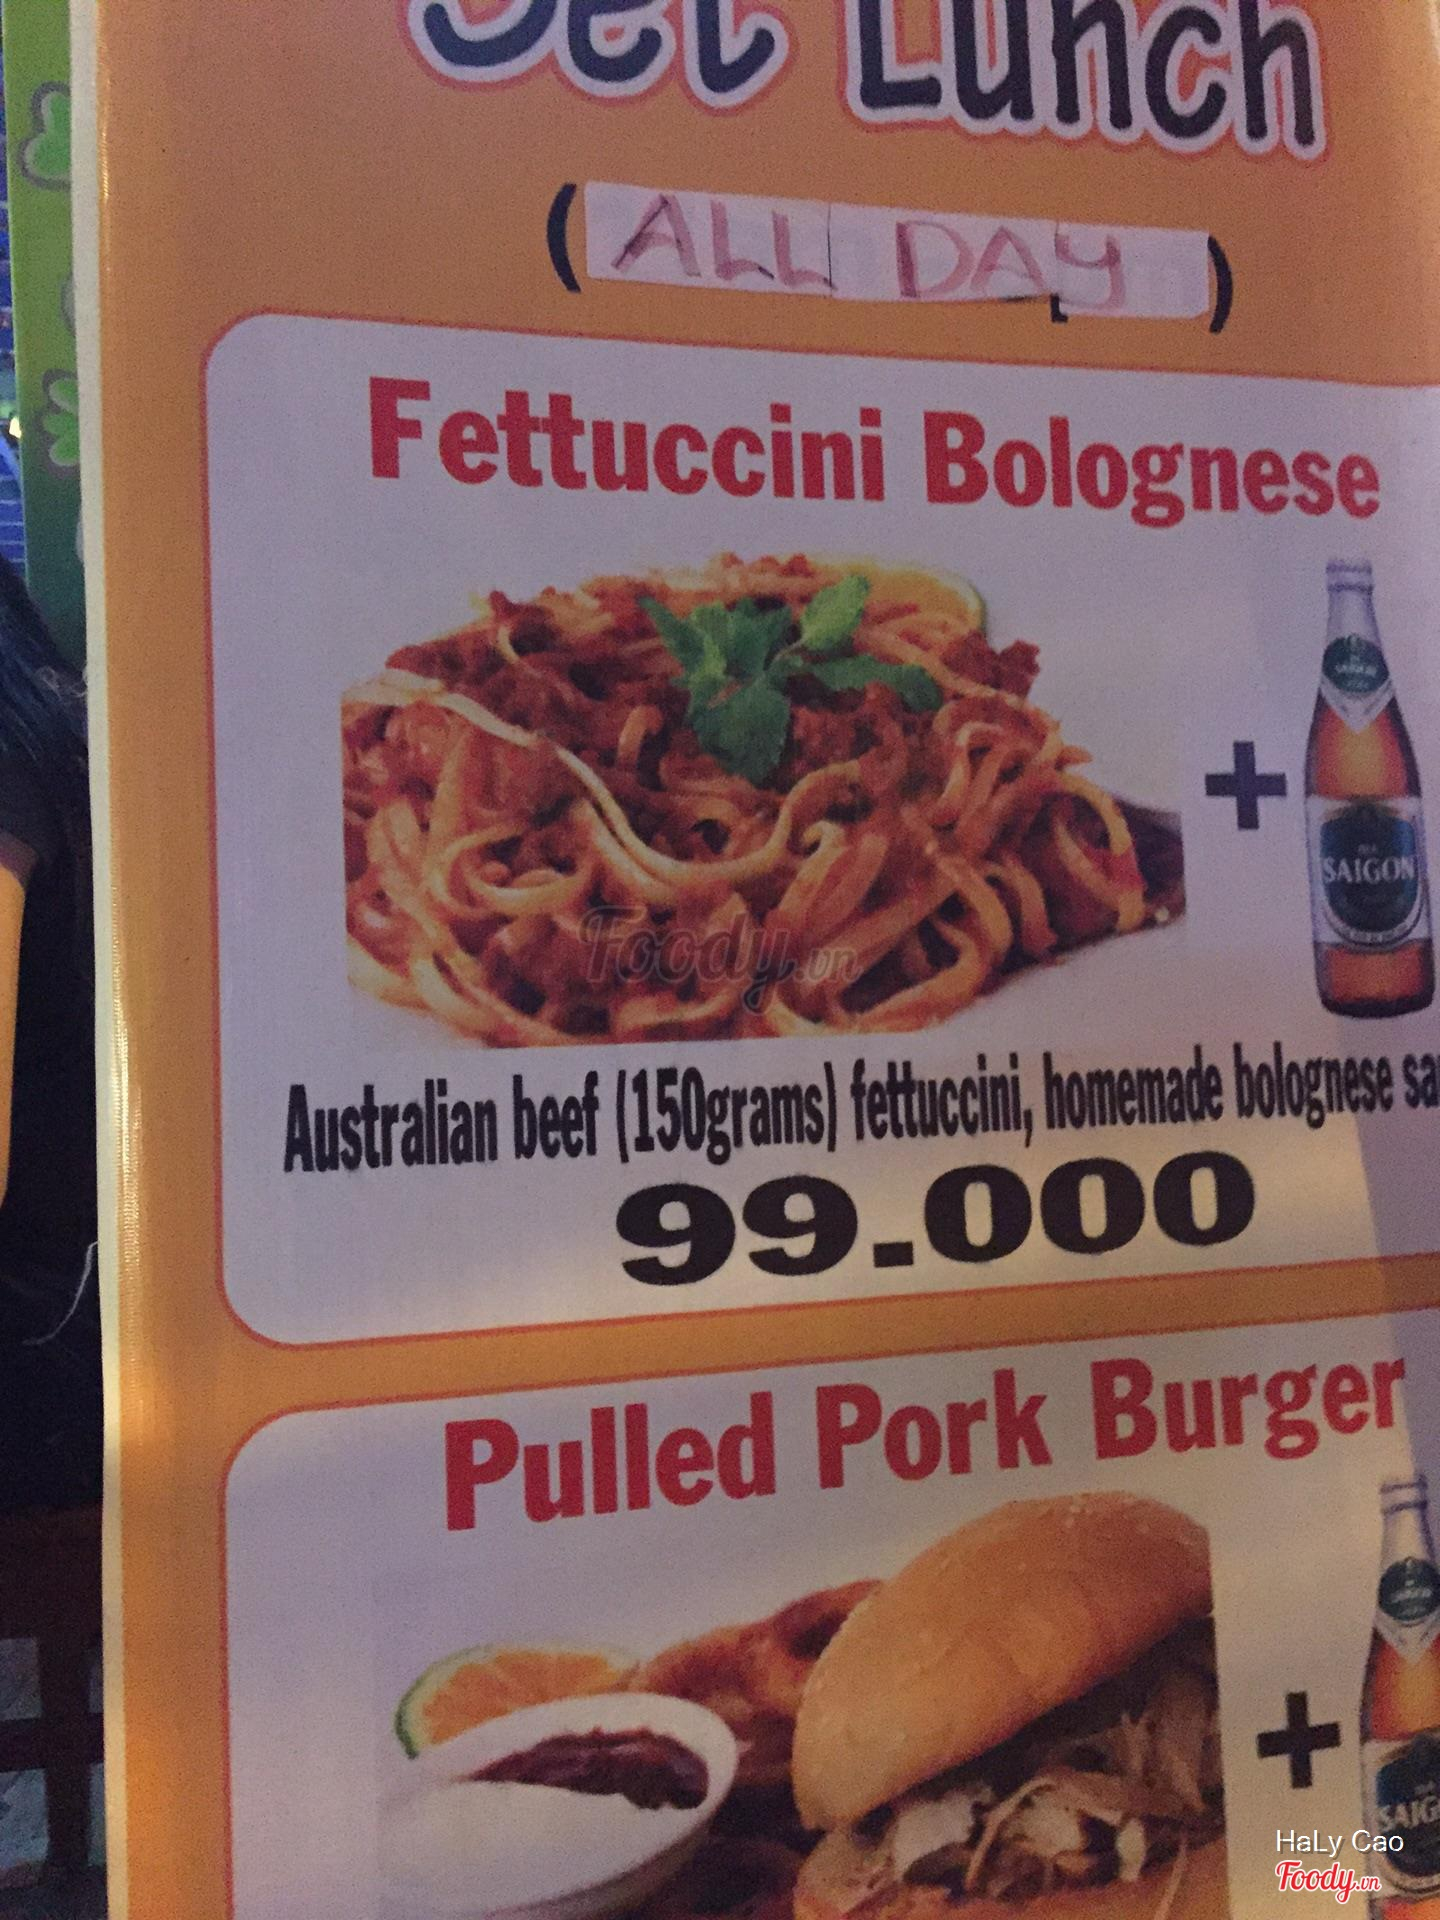 Set Lunch
( ALL DAY )
Fettuccini Bolognese
+
SAIGON
SAIGON
Foody.vn
Australian beef (150grams) fettuccini, homemade bolognese sa
99.000
Pulled Pork Burger
+
SAIG
HaLy Cao
Foody.vn